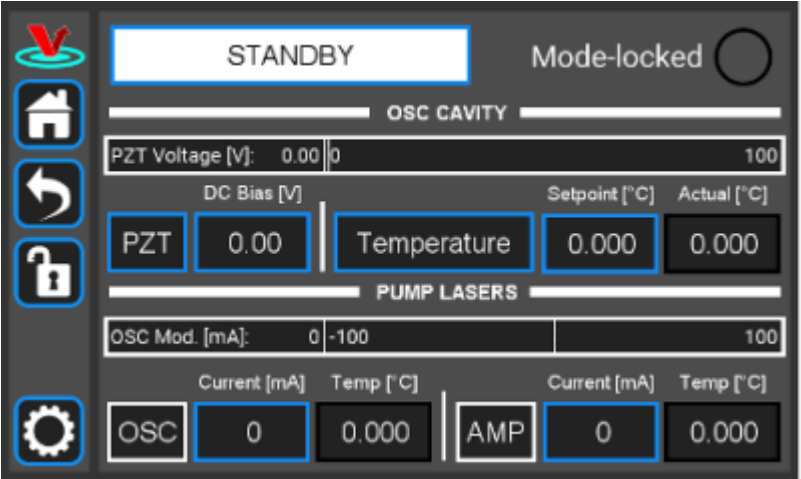 STANDBY Mode-locked
OSC CAVITY
PZT Voltage [V]: 0.00 0 100
DC Bias [V] Setpoint [°C] Actual [°C]
PZT 0.00 Temperature 0.000 0.000
PUMP LASERS
OSC Mod. [mA]: 0 -100 100
Current [mA] Temp [°C] Current [mA] Temp [°C]
OSC 0 0.000 AMP 0 0.000